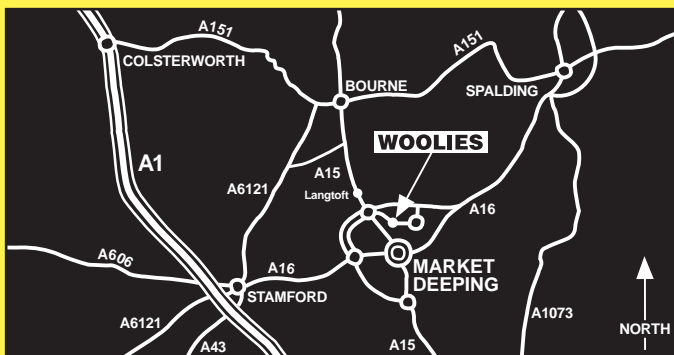 A151
COLSTERWORTH
A151
BOURNE
SPALDING
WOOLIES
A1
A15
A6121
Langtoft
A16
A606
A16
MARKET
DEEPING
STAMFORD
A6121
A43
A15
A1073
NORTH